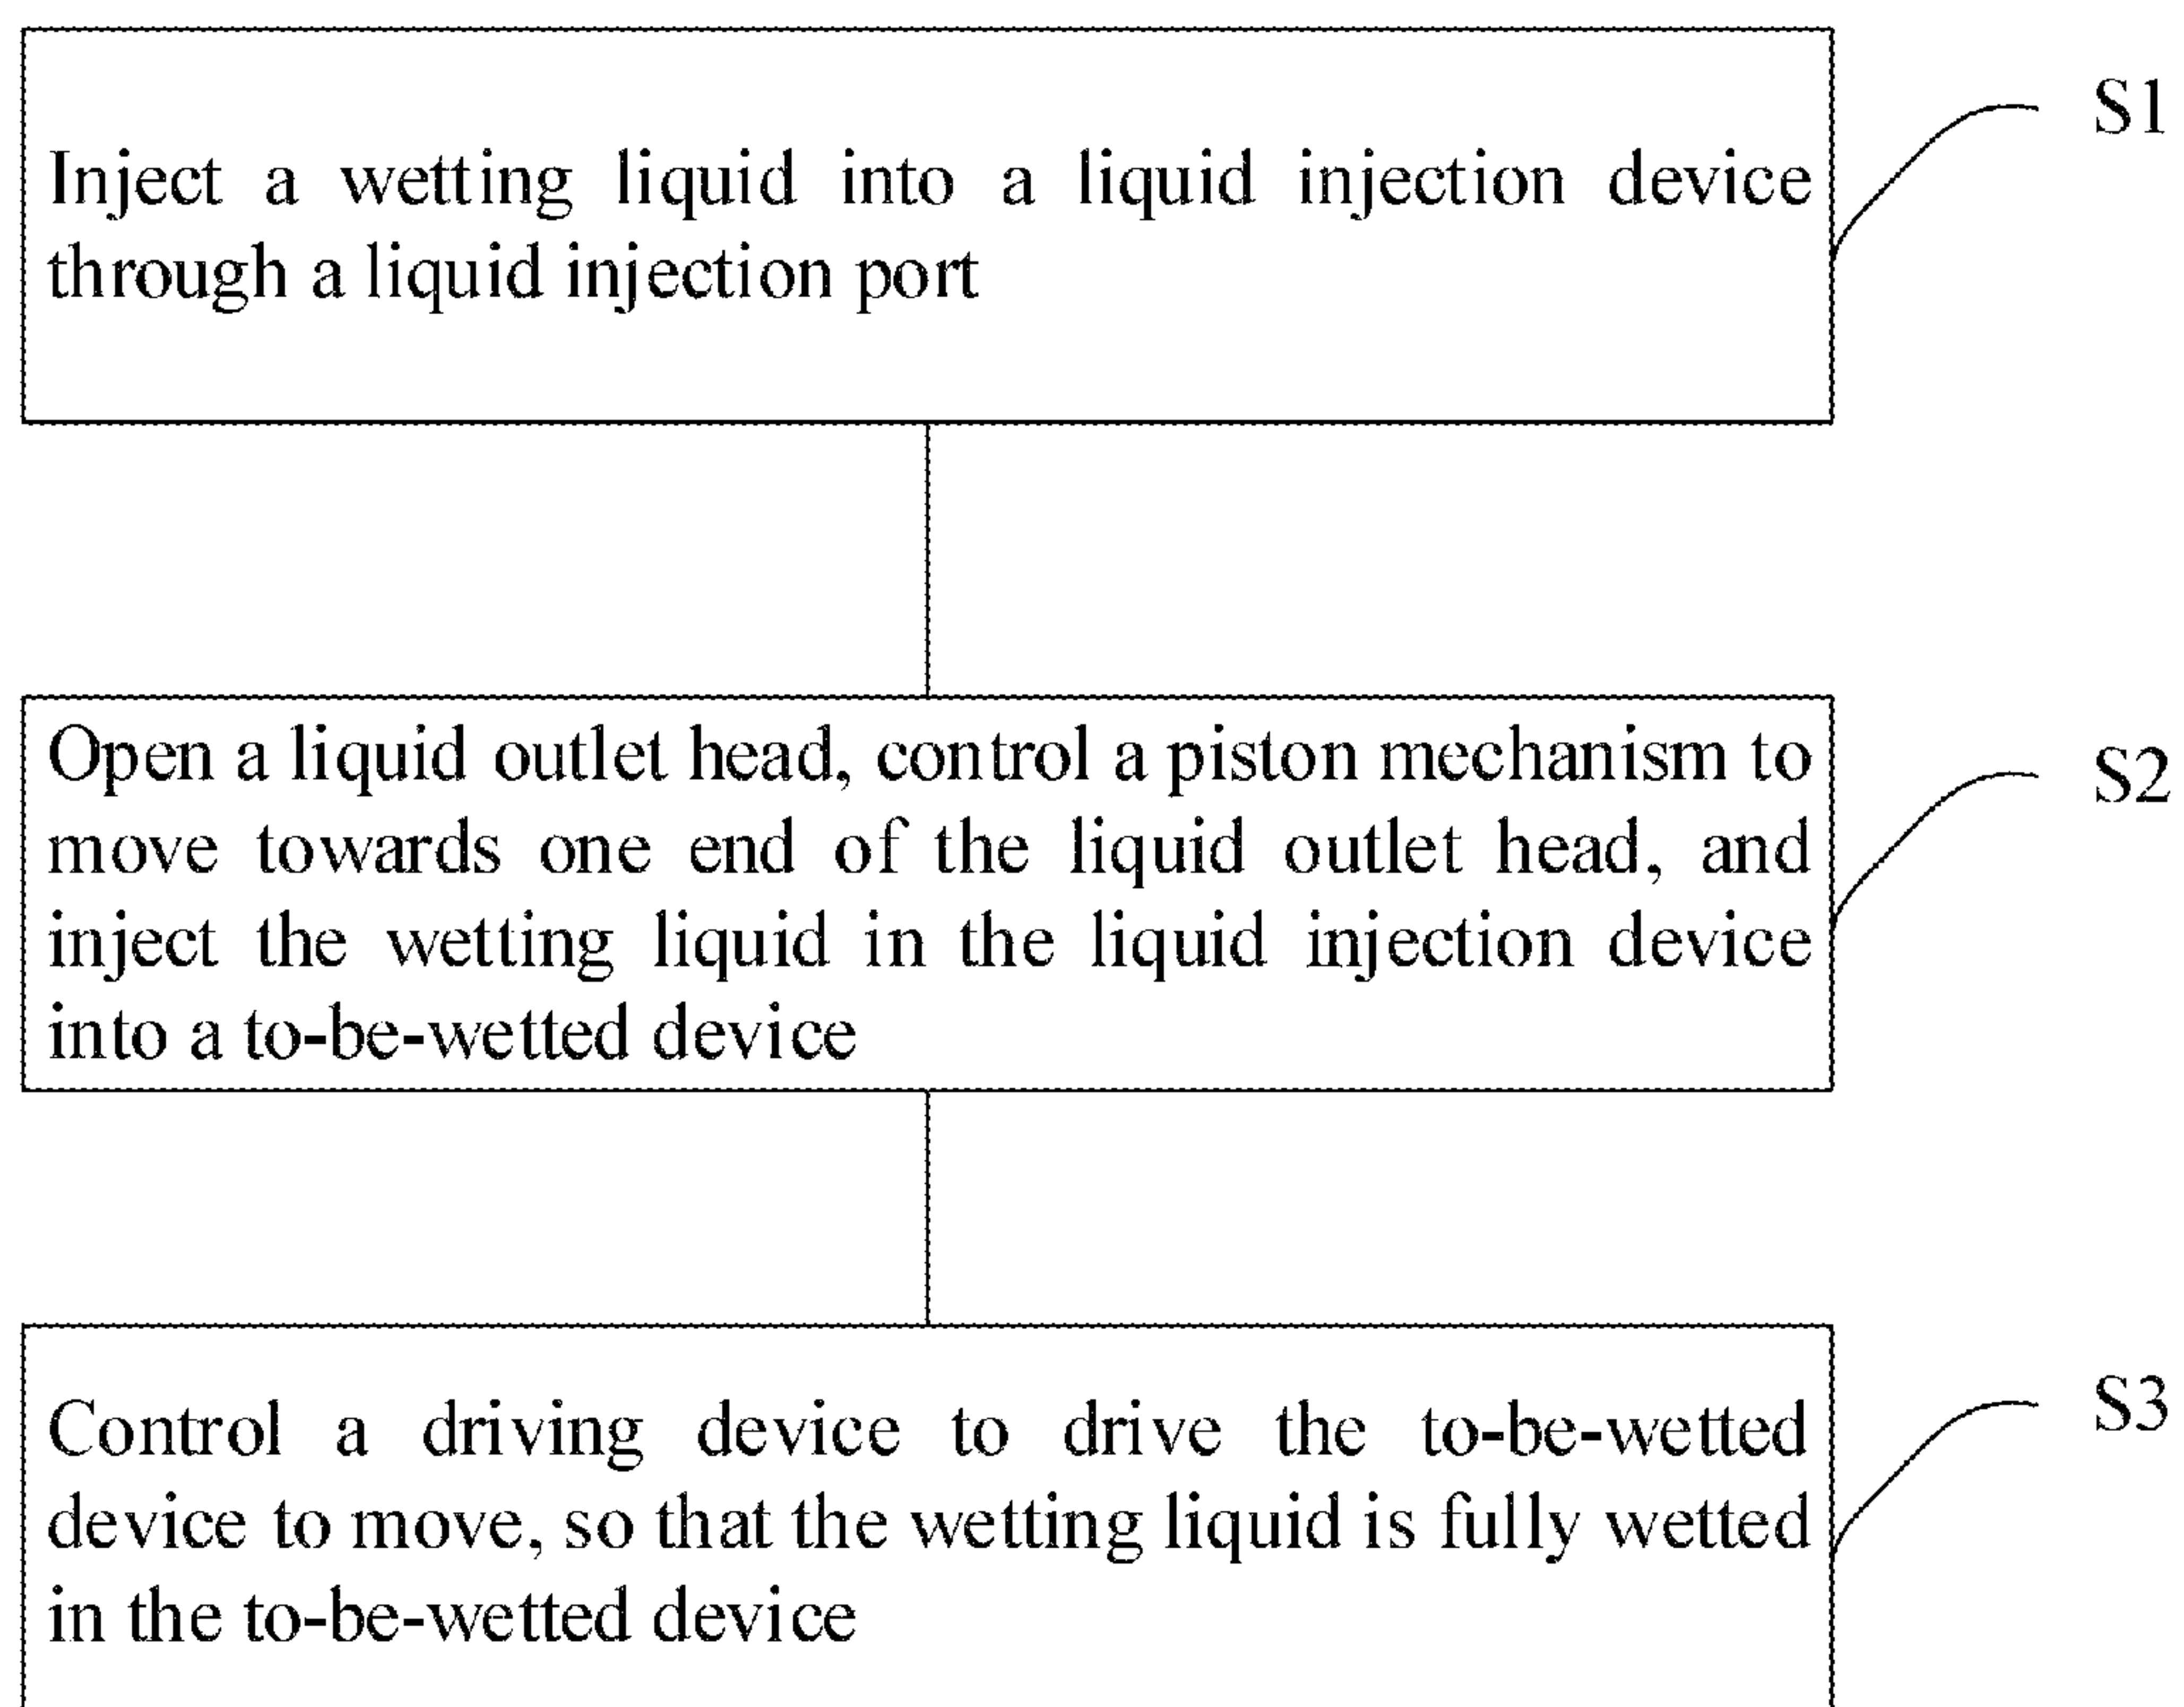 S1
Inject a wetting liquid into a liquid injection device
through a liquid injection port
S2
Open a liquid outlet head, control a piston mechanism to
move towards one end of the liquid outlet head, and
inject the wetting liquid in the liquid injection device
into a to-be-wetted device
S3
Control a driving device to drive the to-be-wetted
device to move, so that the wetting liquid is fully wetted
in the to-be-wetted device